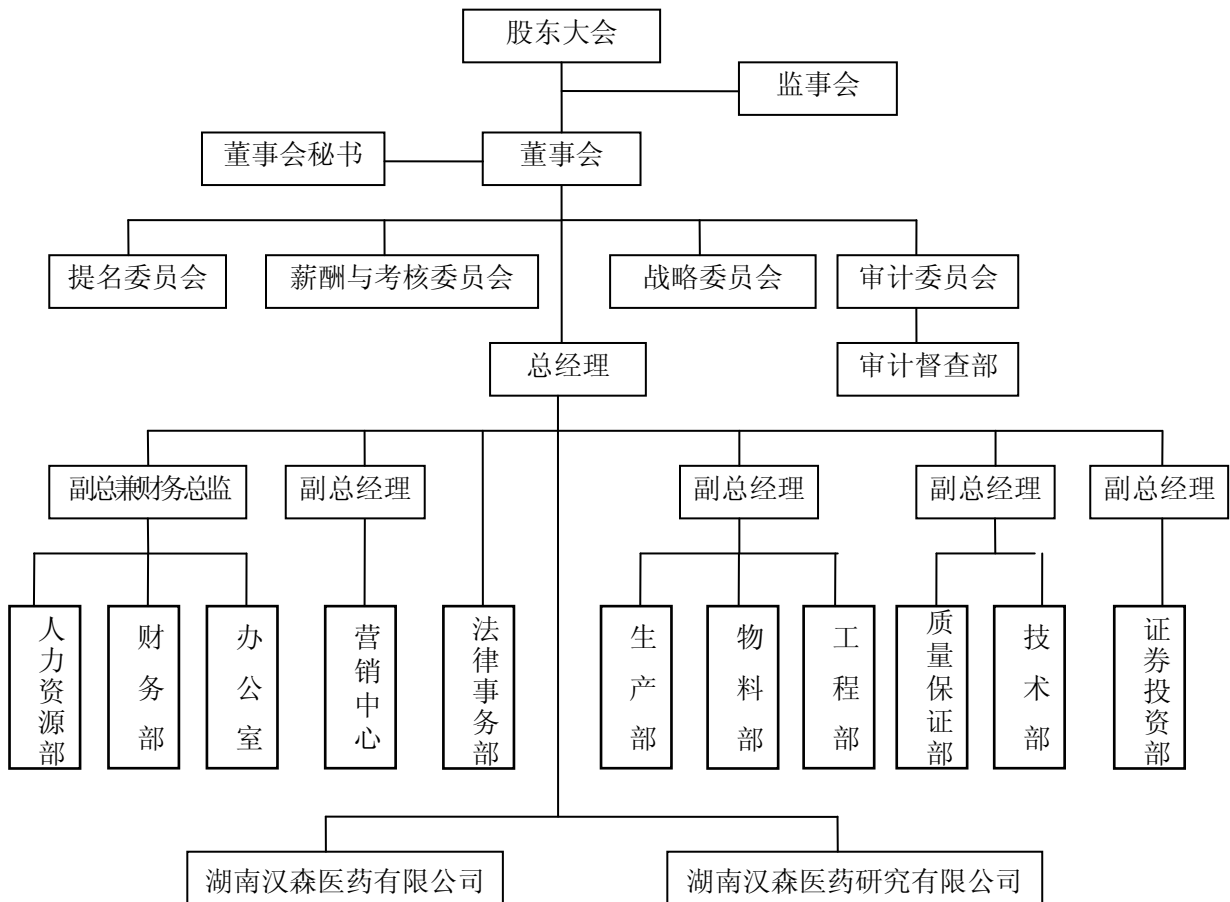 股东大会
监事会
董事会秘书
董事会
提名委员会
薪酬与考核委员会
战略委员会
审计委员会
总经理
审计督查部
副总兼财务总监
副总经理
副总经理
副总经理
副总经理
人力资源部
财务部
办公室
营销中心
法律事务部
生产部
物料部
工程部
质量保证部
技术部
证券投资部
湖南汉森医药有限公司
湖南汉森医药研究有限公司